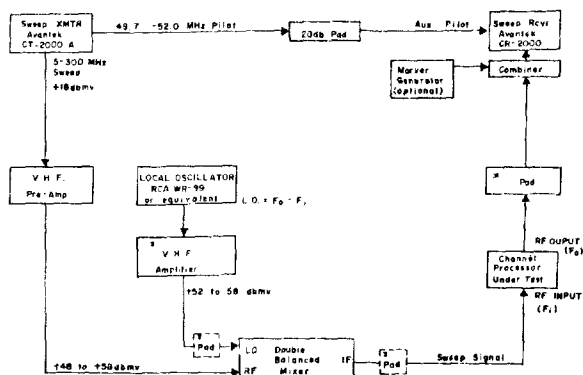 Sweep XMTR
Avantek
CT-2000 A
49.7 -52.0 MHz Pilot
20db Pad
Aux. Pilot
Sweep Rcvr
Avantek
CR-2000
5-300 MHz
Sweep
+18dbmv
Marker
Generator
(optional)
Combiner
V.H.F.
Pre-Amp
LOCAL OSCILLATOR
RCA WR-99
or equivalent
* Pad
* V.H.F.
Amplifier
+52 to 58 dbmv
RF OUPUT
(Fo)
Channel
Processor
Under Test
RF INPUT
(Fi)
* Pad
LO
Double
Balanced
Mixer
IF
RF
* Pad
Sweep Signal
+48 to +50dbmv